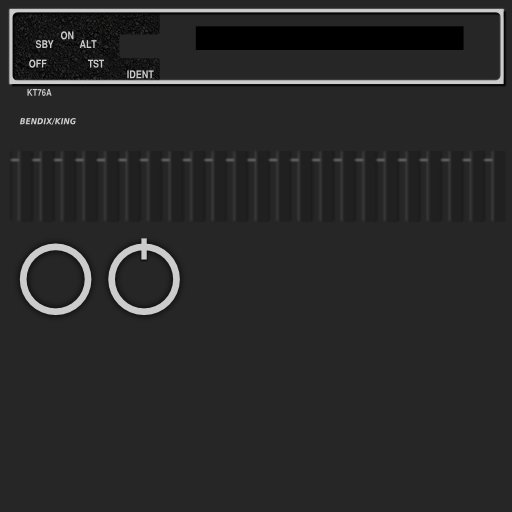 ON
SBY ALT
OFF TST
IDENT
KT76A
BENDIX/KING